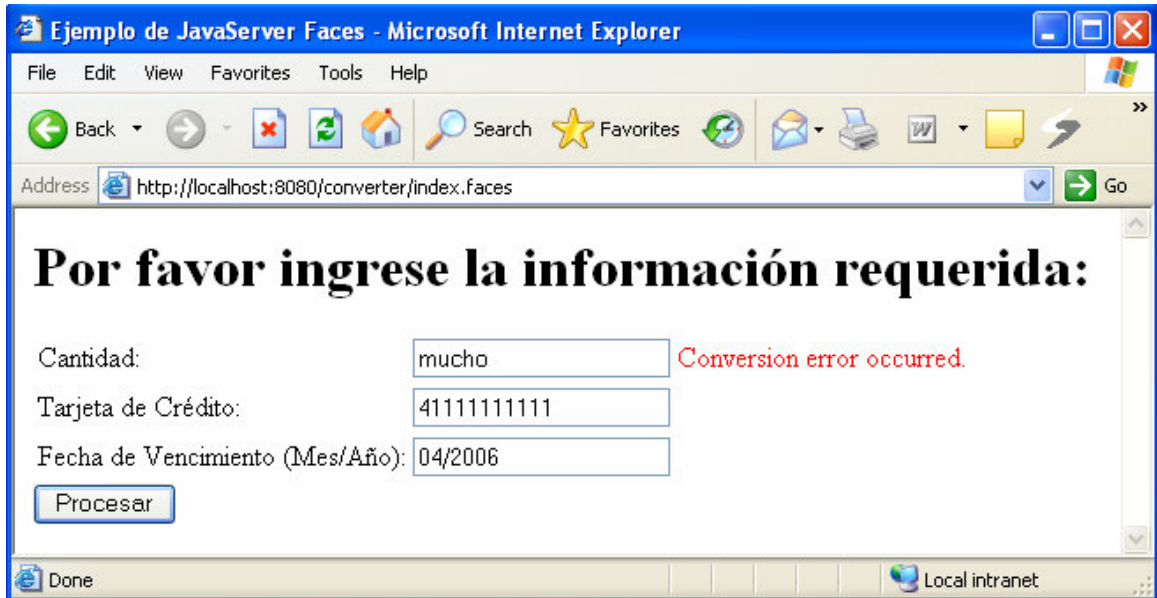 Ejemplo de JavaServer Faces - Microsoft Internet Explorer
File Edit View Favorites Tools Help
Back Search Favorites W »
Address http://localhost:8080/converter/index.faces Go
Por favor ingrese la información requerida:
Cantidad: mucho Conversion error occurred.
Tarjeta de Crédito: 41111111111
Fecha de Vencimiento (Mes/Año): 04/2006
Procesar
Done Local intranet